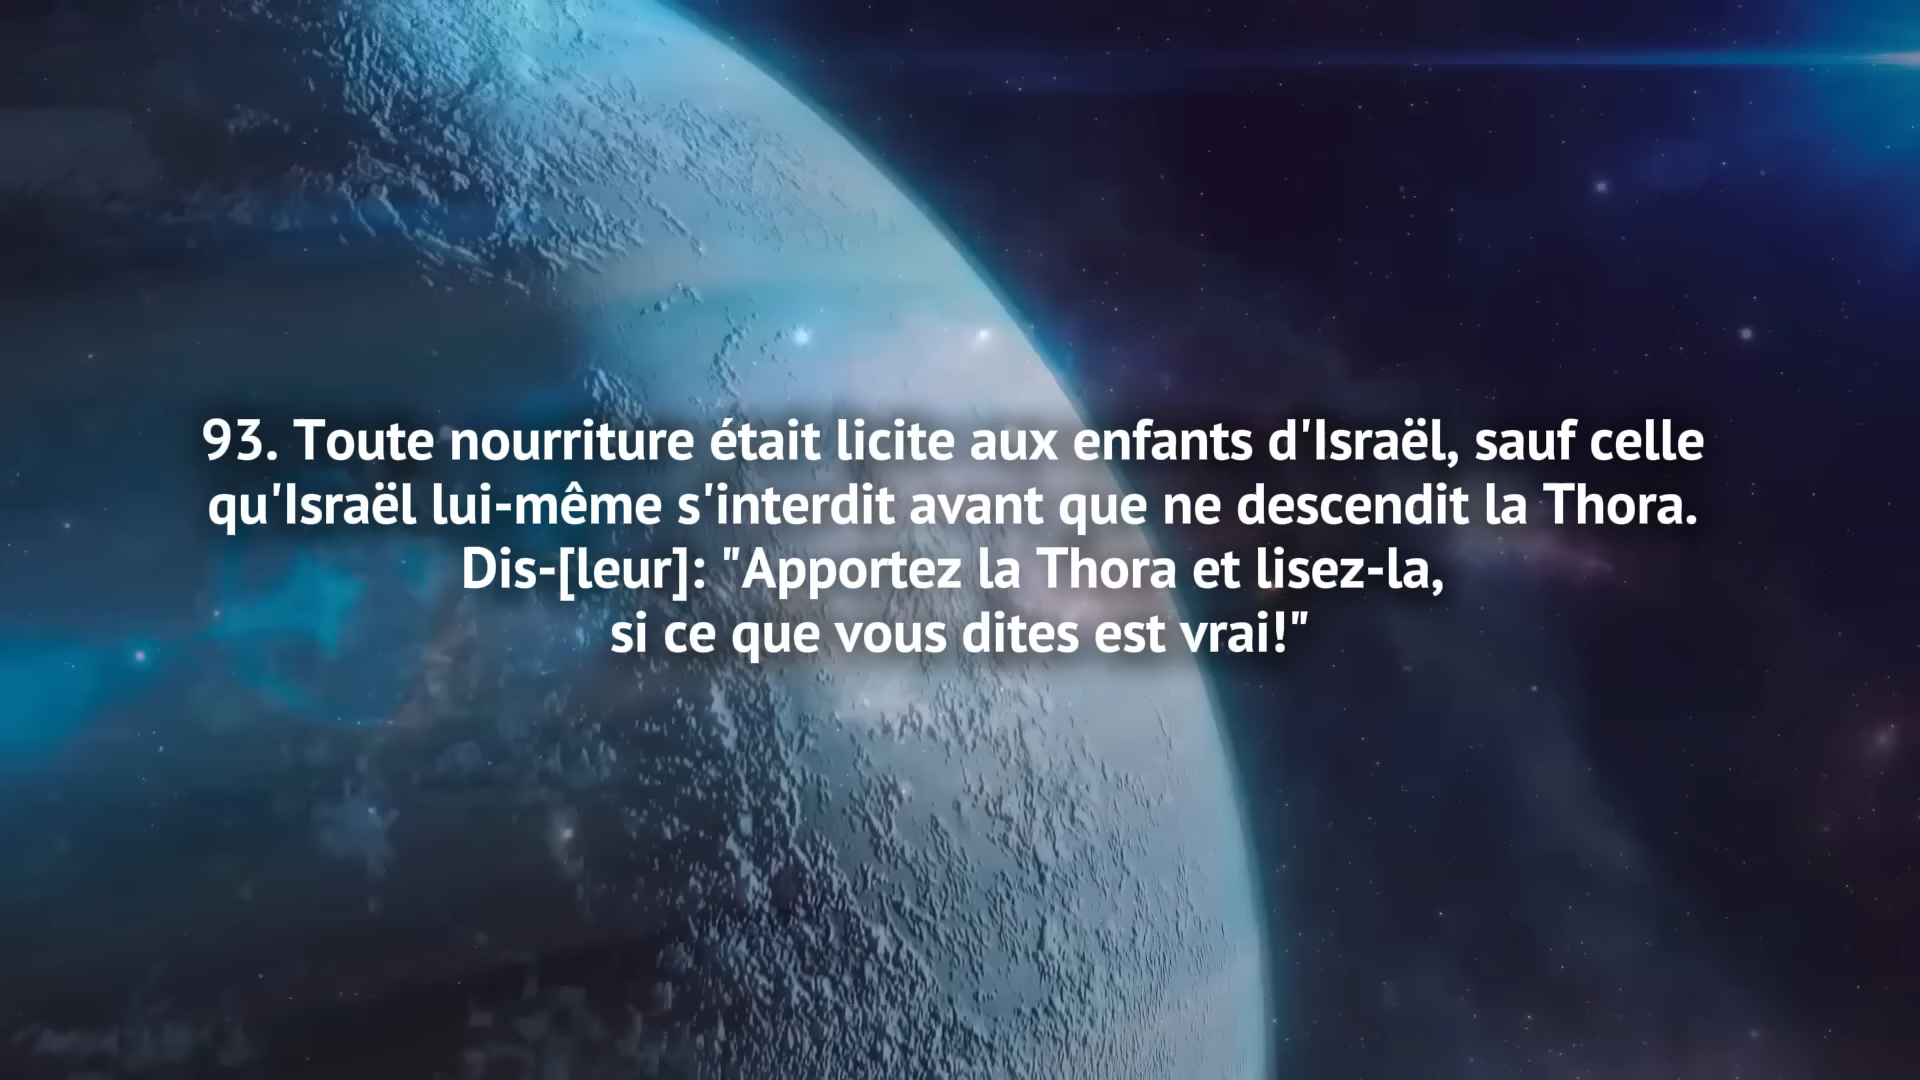 93. Toute nourriture était licite aux enfants d'Israël, sauf celle
qu'Israël lui-même s'interdit avant que ne descendit la Thora.
Dis-[leur]: "Apportez la Thora et lisez-la,
si ce que vous dites est vrai!"